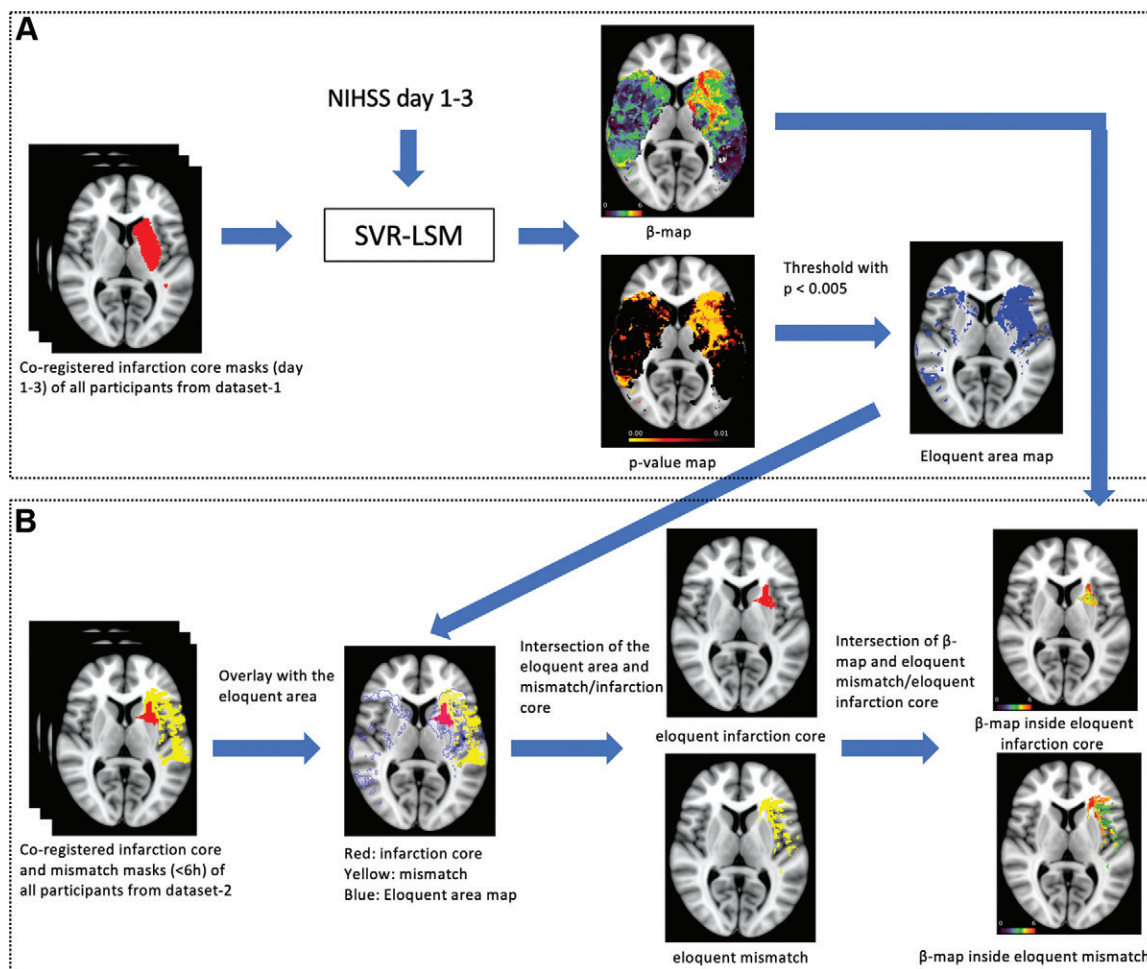 A
NIHSS day 1-3
SVR-LSM
0 6
β-map
Co-registered infarction core masks (day
1-3) of all participants from dataset-1
0.00 0.01
p-value map
Threshold with
p < 0.005
Eloquent area map
B
Co-registered infarction core
and mismatch masks (<6h) of
all participants from dataset-2
Overlay with the
eloquent area
Red: infarction core
Yellow: mismatch
Blue: Eloquent area map
Intersection of the
eloquent area and
mismatch/infarction
core
eloquent infarction core
eloquent mismatch
Intersection of β-
map and eloquent
mismatch/eloquent
infarction core
0 6
β-map inside eloquent
infarction core
0 6
β-map inside eloquent mismatch